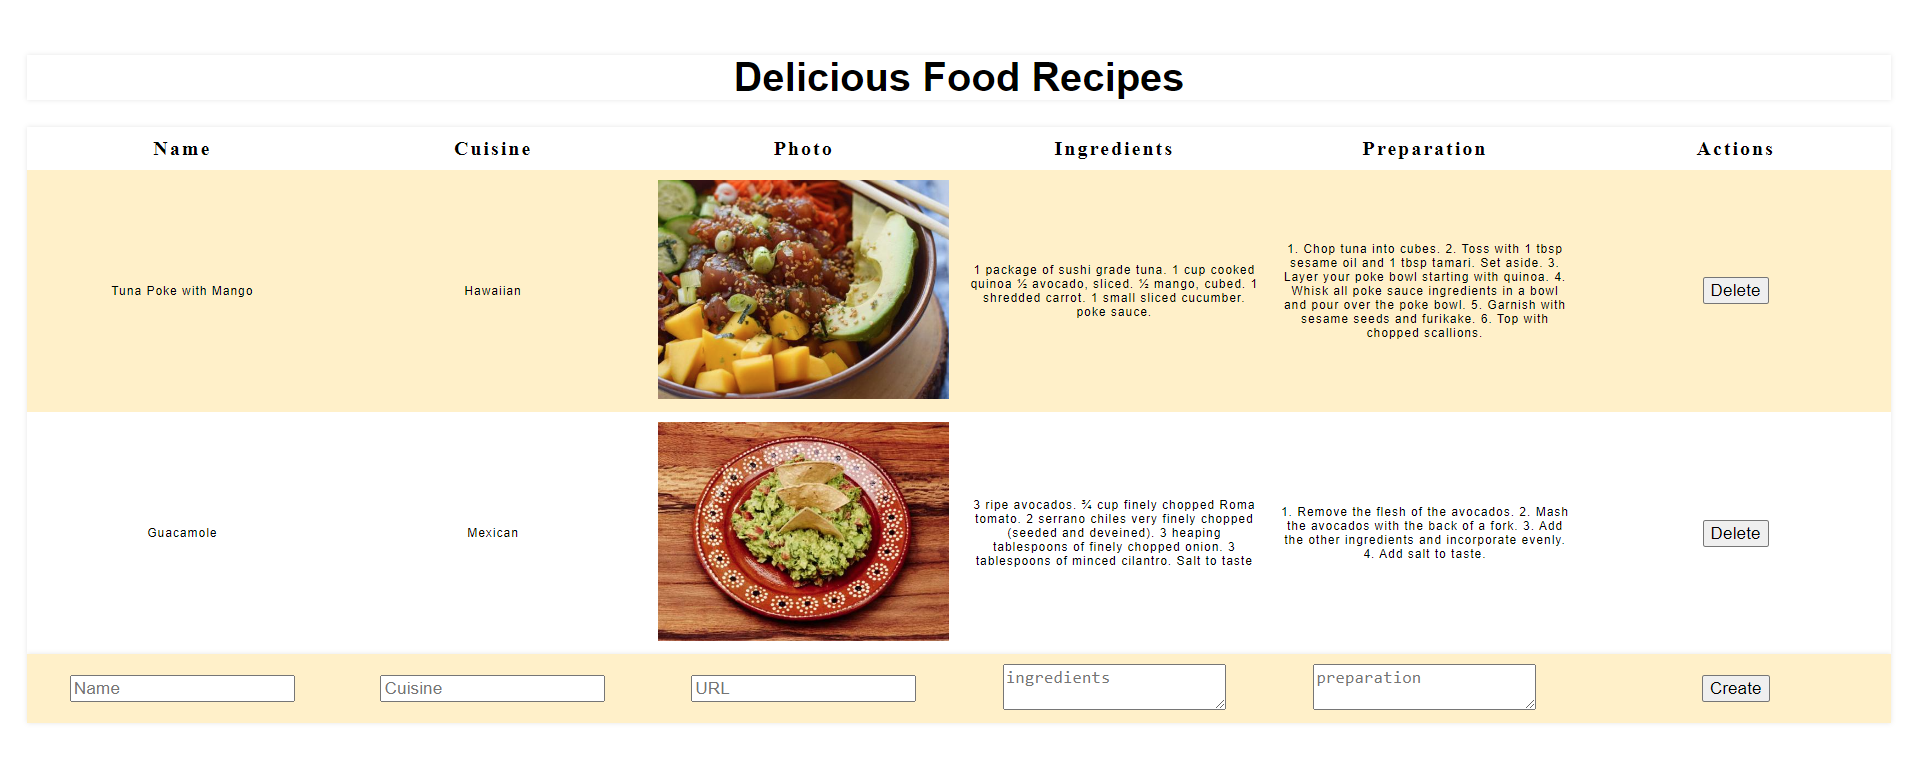 Delicious Food Recipes
Name Cuisine Photo Ingredients Preparation Actions
Tuna Poke with Mango
Hawaiian
1 package of sushi grade tuna. 1 cup cooked
quinoa ½ avocado, sliced. ½ mango, cubed. 1
shredded carrot. 1 small sliced cucumber.
poke sauce.
1. Chop tuna into cubes. 2. Toss with 1 tbsp
sesame oil and 1 tbsp tamari. Set aside. 3.
Layer your poke bowl starting with quinoa. 4.
Whisk all poke sauce ingredients in a bowl
and pour over the poke bowl. 5. Garnish with
sesame seeds and furikake. 6. Top with
chopped scallions.
Delete
Guacamole
Mexican
3 ripe avocados. ¾ cup finely chopped Roma
tomato. 2 serrano chiles very finely chopped
(seeded and deveined). 3 heaping
tablespoons of finely chopped onion. 3
tablespoons of minced cilantro. Salt to taste
1. Remove the flesh of the avocados. 2. Mash
the avocados with the back of a fork. 3. Add
the other ingredients and incorporate evenly.
4. Add salt to taste.
Delete
Name Cuisine URL ingredients preparation Create